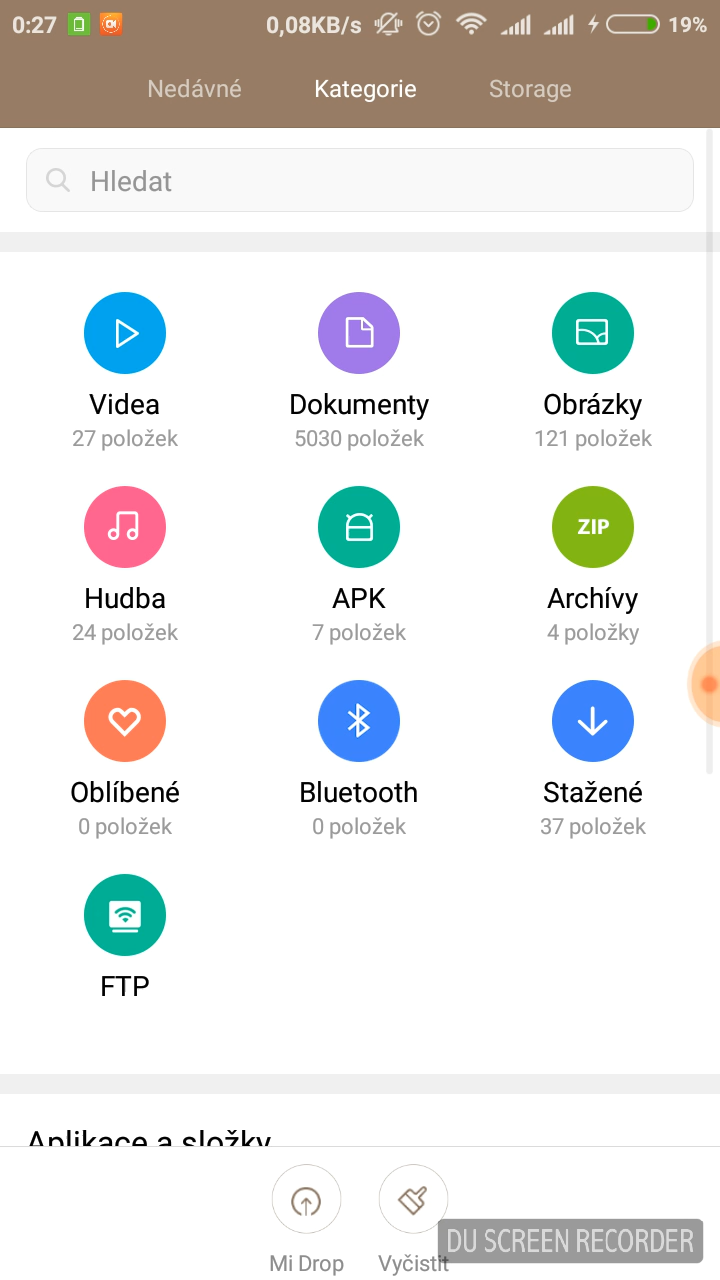 0:27 0,08KB/s 19%
Nedávné Kategorie Storage
Hledat
Videa Dokumenty Obrázky
27 položek 5030 položek 121 položek
ZIP
Hudba APK Archívy
24 položek 7 položek 4 položky
Oblíbené Bluetooth Stažené
0 položek 0 položek 37 položek
FTP
Aplikace a složky
Mi Drop Vyčistit
DU SCREEN RECORDER